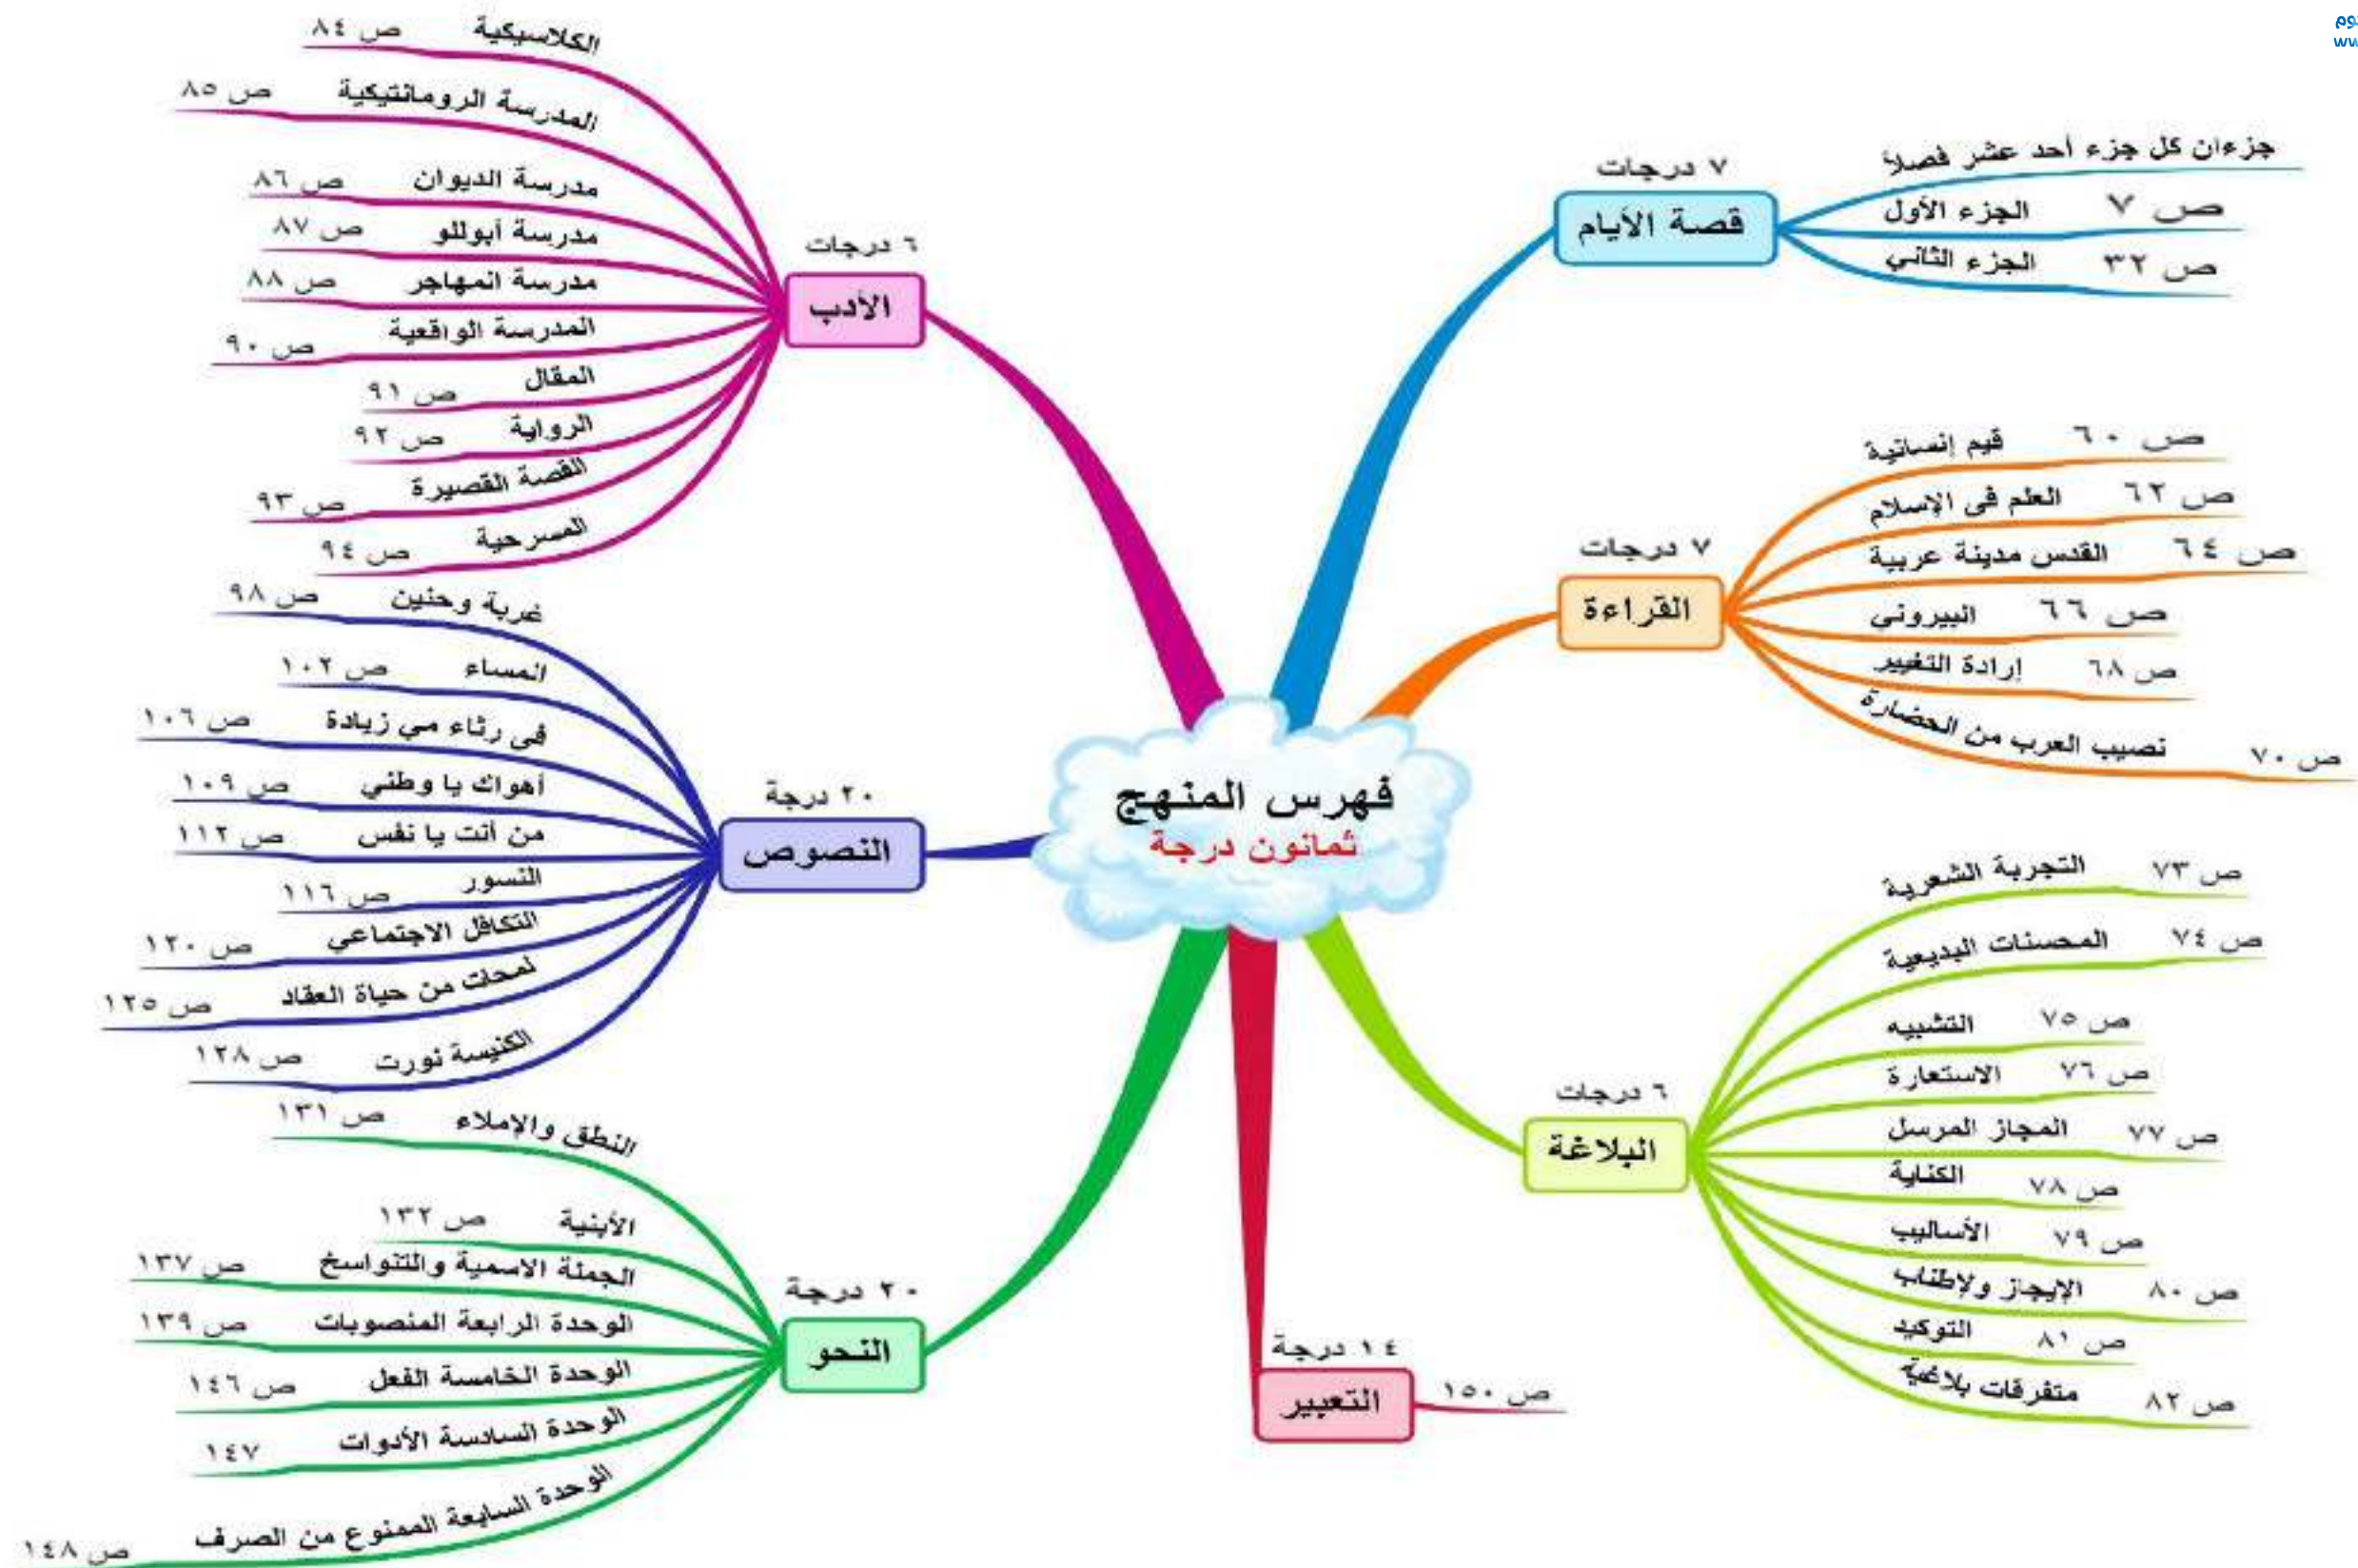 فهرس المنهج
ثمانون درجة
٧ درجات
قصة الأيام
جزءان كل جزء أحد عشر فصلاً
الجزء الأول ص ٧
الجزء الثاني ص ٣٢
٧ درجات
القراءة
قيم إنسانية ص ٦٠
العلم فى الإسلام ص ٦٢
القدس مدينة عربية ص ٦٤
البيروني ص ٦٦
إرادة التغيير ص ٦٨
نصيب العرب من الحضارة ص ٧٠
٦ درجات
البلاغة
التجربة الشعرية ص ٧٣
المحسنات البديعية ص ٧٤
التشبيه ص ٧٥
الاستعارة ص ٧٦
المجاز المرسل ص ٧٧
الكناية ص ٧٨
الأساليب ص ٧٩
الإيجاز ولإطناب ص ٨٠
التوكيد ص ٨١
متفرقات بلاغية ص ٨٢
١٤ درجة
التعبير
ص ١٥٠
٦ درجات
الأدب
الكلاسيكية ص ٨٤
المدرسة الرومانتيكية ص ٨٥
مدرسة الديوان ص ٨٦
مدرسة أبوللو ص ٨٧
مدرسة المهاجر ص ٨٨
المدرسة الواقعية ص ٩٠
المقال ص ٩١
الرواية ص ٩٢
القصة القصيرة ص ٩٣
المسرحية ص ٩٤
٢٠ درجة
النصوص
غربة وحنين ص ٩٨
المساء ص ١٠٢
فى رثاء مي زيادة ص ١٠٦
أهواك يا وطني ص ١٠٩
من أنت يا نفس ص ١١٢
النسور ص ١١٦
التكافل الاجتماعي ص ١٢٠
لمحات من حياة العقاد ص ١٢٥
الكنيسة نورت ص ١٢٨
٢٠ درجة
النحو
النطق والإملاء ص ١٣١
الأبنية ص ١٣٢
الجملة الاسمية والنواسخ ص ١٣٧
الوحدة الرابعة المنصوبات ص ١٣٩
الوحدة الخامسة الفعل ص ١٤٦
الوحدة السادسة الأدوات ١٤٧
الوحدة السابعة الممنوع من الصرف ص ١٤٨